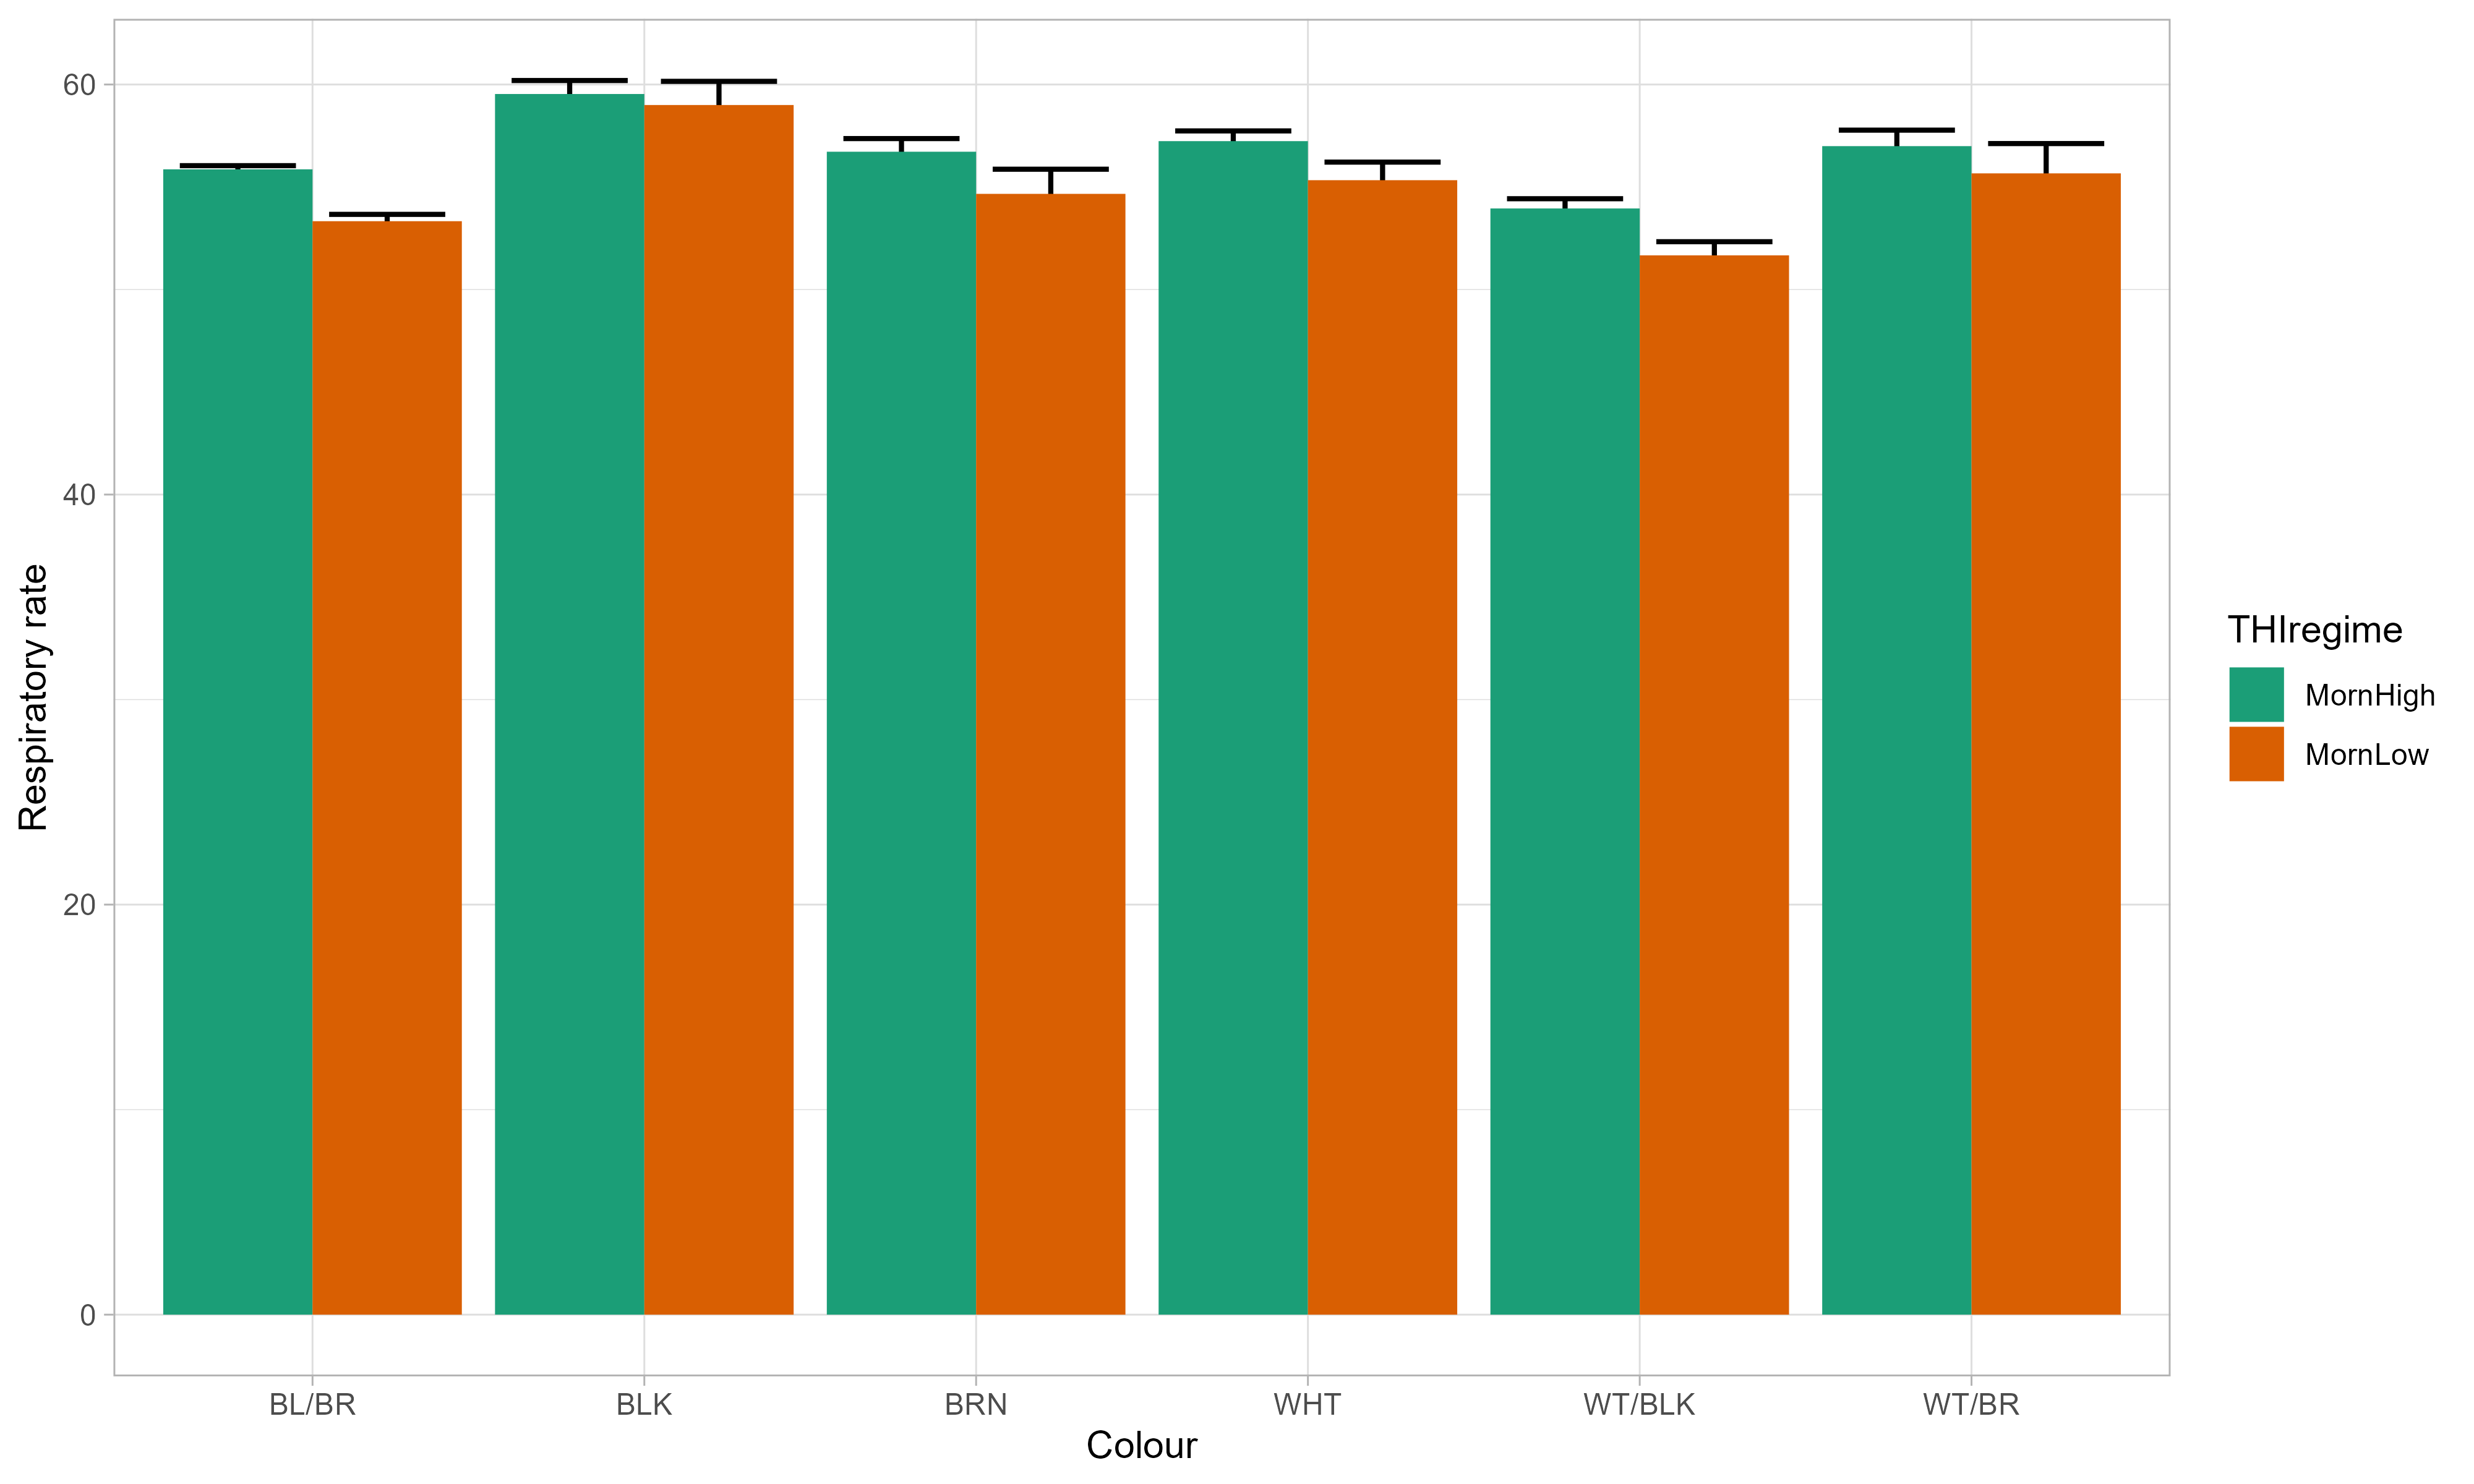 60
40
20
0
Respiratory rate
BL/BR
BLK
BRN
WHT
WT/BLK
WT/BR
Colour
THIregime
MornHigh
MornLow